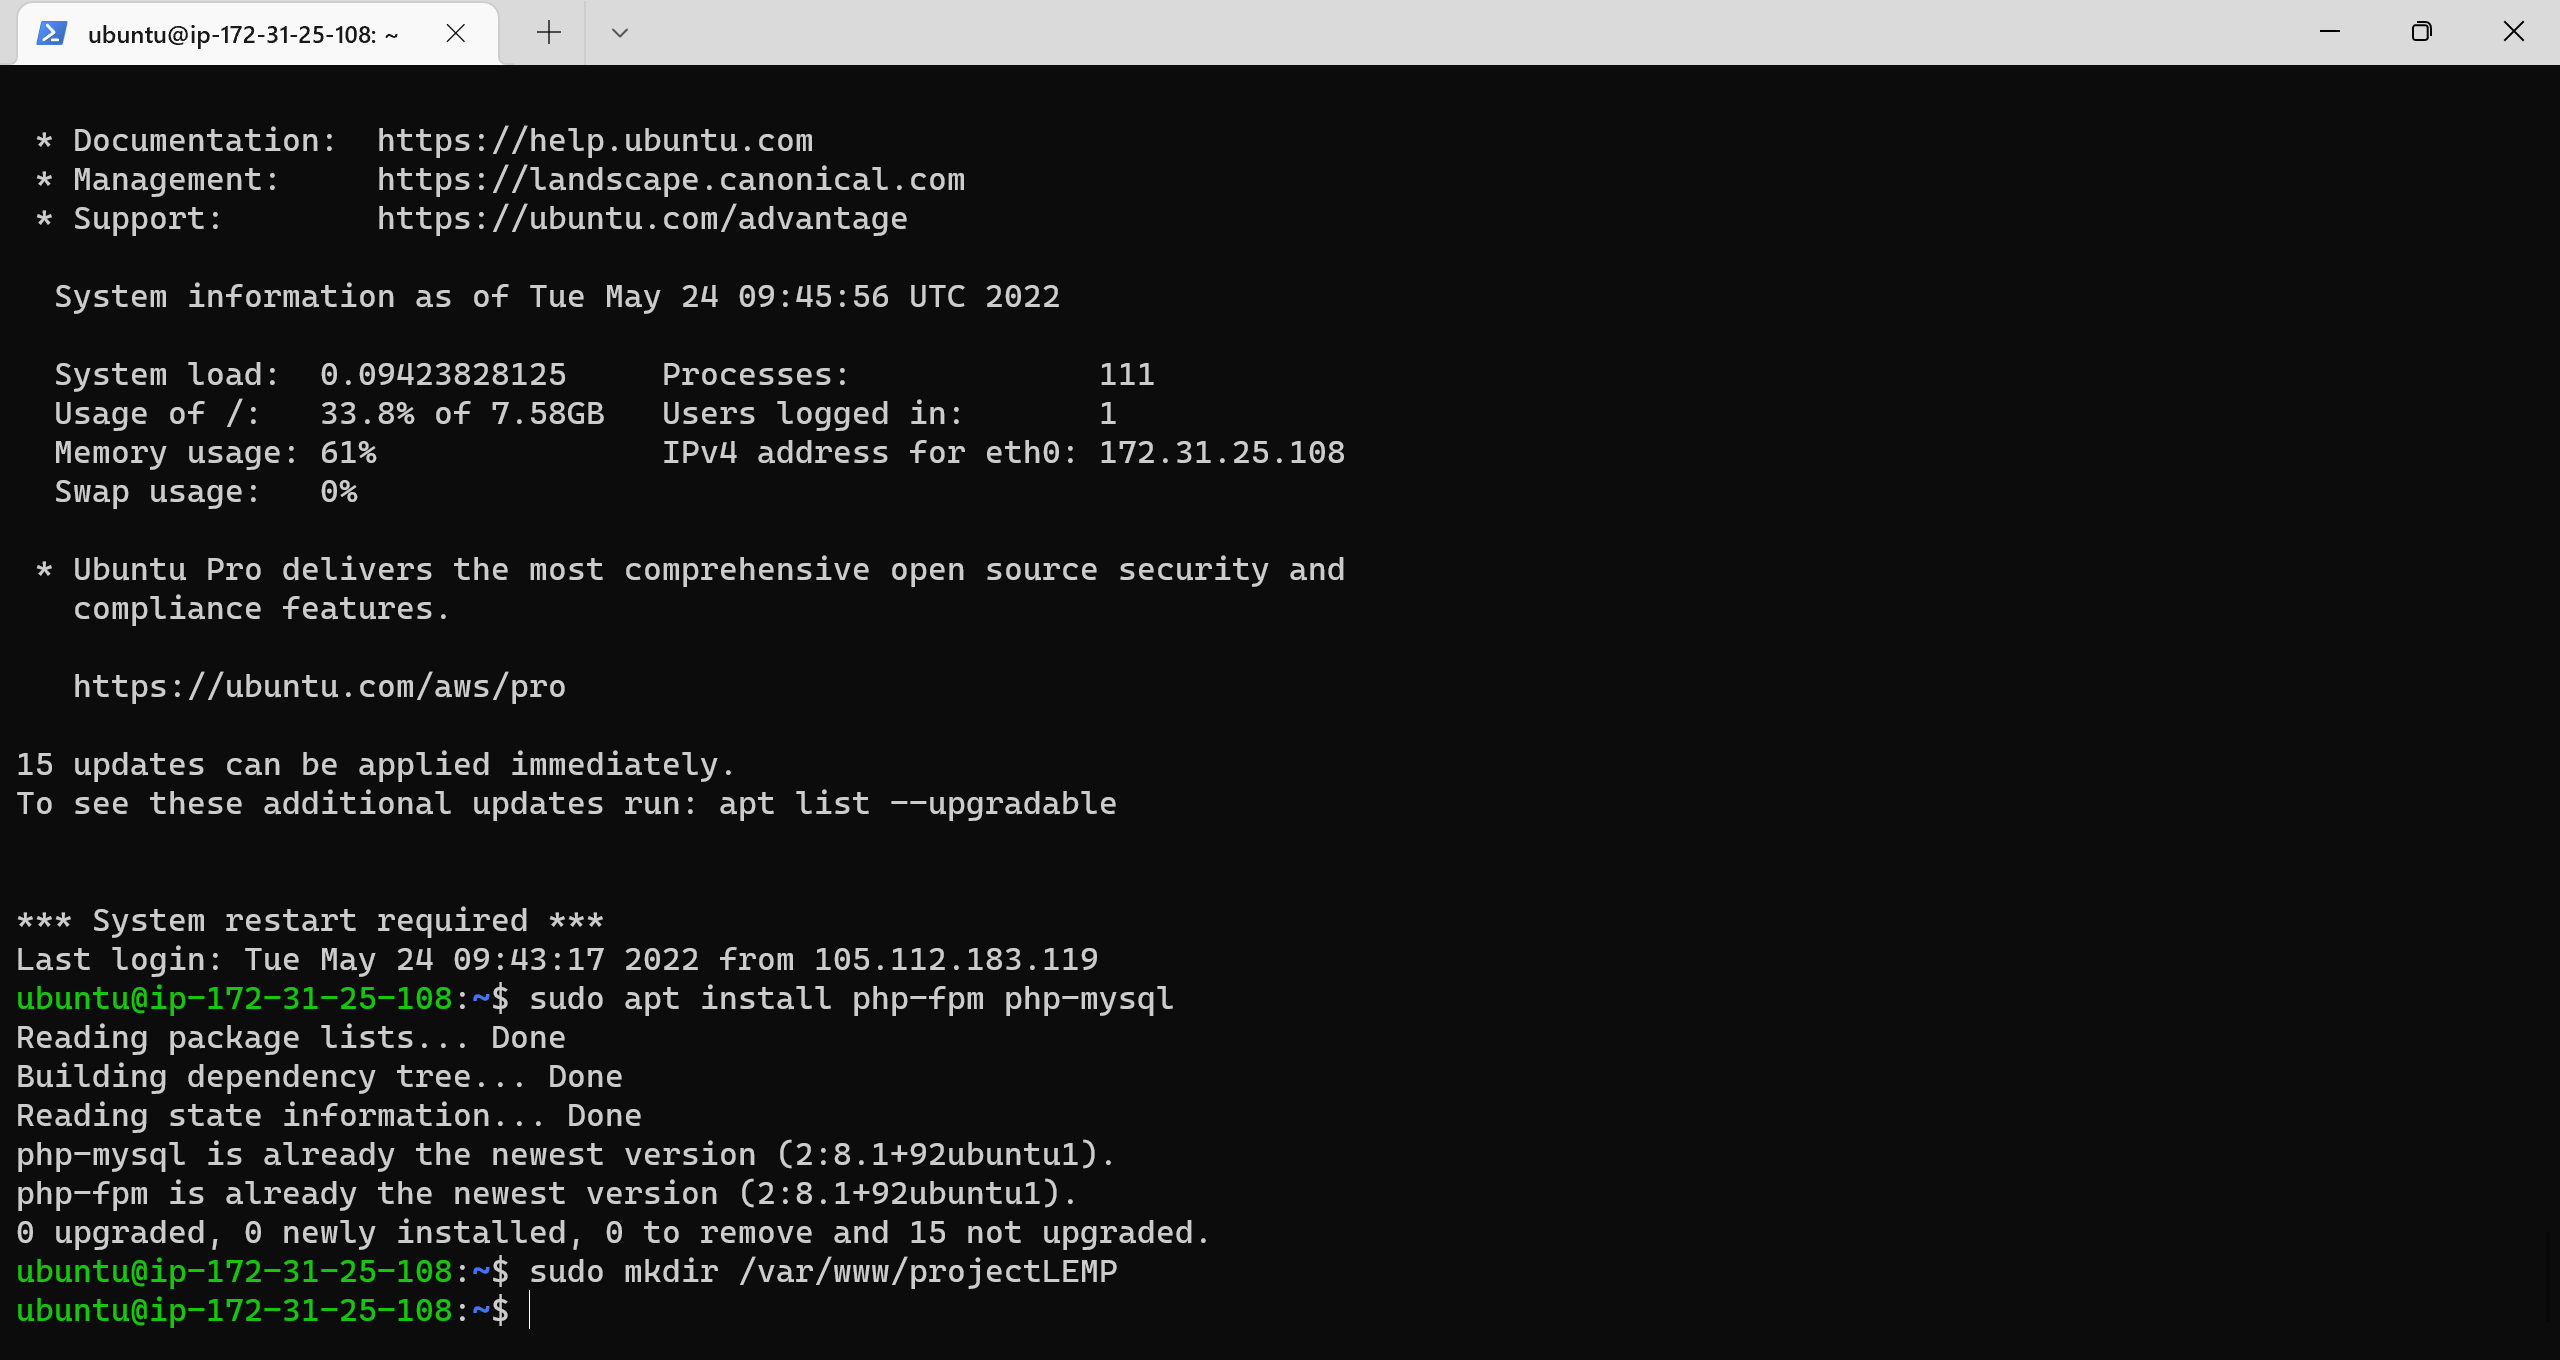 ubuntu@ip-172-31-25-108: ~
* Documentation:  https://help.ubuntu.com
* Management:     https://landscape.canonical.com
* Support:        https://ubuntu.com/advantage
System information as of Tue May 24 09:45:56 UTC 2022
System load:  0.09423828125     Processes:             111
Usage of /:   33.8% of 7.58GB   Users logged in:       1
Memory usage: 61%               IPv4 address for eth0: 172.31.25.108
Swap usage:   0%
* Ubuntu Pro delivers the most comprehensive open source security and
compliance features.
https://ubuntu.com/aws/pro
15 updates can be applied immediately.
To see these additional updates run: apt list --upgradable
*** System restart required ***
Last login: Tue May 24 09:43:17 2022 from 105.112.183.119
ubuntu@ip-172-31-25-108:~$ sudo apt install php-fpm php-mysql
Reading package lists... Done
Building dependency tree... Done
Reading state information... Done
php-mysql is already the newest version (2:8.1+92ubuntu1).
php-fpm is already the newest version (2:8.1+92ubuntu1).
0 upgraded, 0 newly installed, 0 to remove and 15 not upgraded.
ubuntu@ip-172-31-25-108:~$ sudo mkdir /var/www/projectLEMP
ubuntu@ip-172-31-25-108:~$